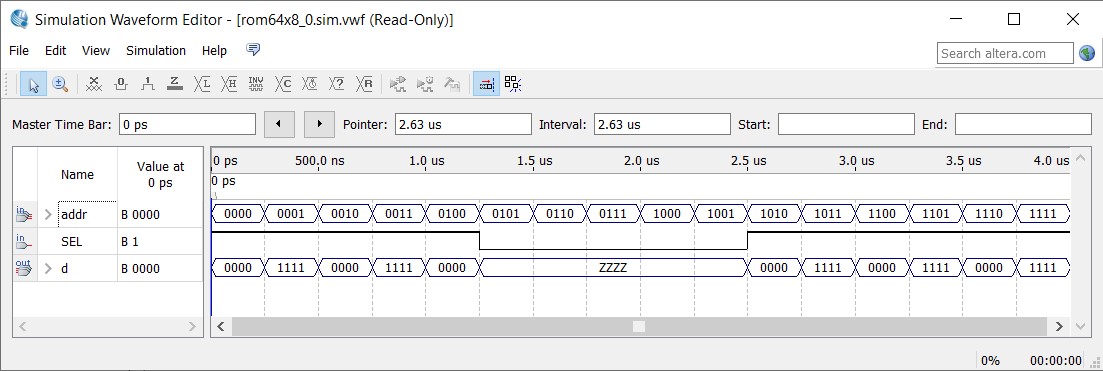 Simulation Waveform Editor - [rom64x8_0.sim.vwf (Read-Only)]
File Edit View Simulation Help
Search altera.com
Master Time Bar: 0 ps Pointer: 2.63 us Interval: 2.63 us Start: End:
Name Value at 0 ps
0 ps 500.0 ns 1.0 us 1.5 us 2.0 us 2.5 us 3.0 us 3.5 us 4.0 us
0 ps
in addr B 0000 0000 0001 0010 0011 0100 0101 0110 0111 1000 1001 1010 1011 1100 1101 1110 1111
in SEL B 1
out d B 0000 0000 1111 0000 1111 0000 ZZZZ 0000 1111 0000 1111 0000 1111
0% 00:00:00